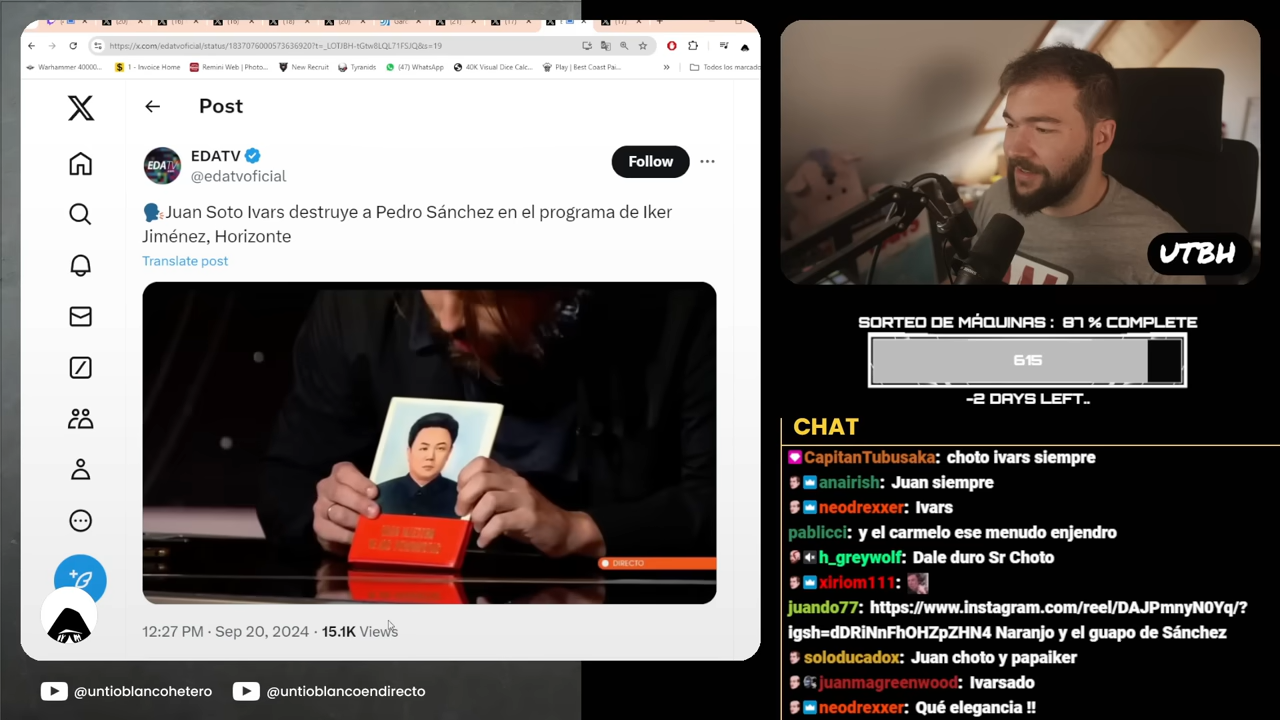 https://x.com/edatvoficial/status/1837076000573636920?t=_LOTJBH-tGtw8LQL71FSJQ&s=19
Warhammer 40000...
1 - Invoice Home
Remini Web | Photo...
New Recruit
Tyranids
(47) WhatsApp
40K Visual Dice Calc...
Play | Best Coast Pai...
Todos los marcado
Post
EDATV
@edatvoficial
Follow
Juan Soto Ivars destruye a Pedro Sánchez en el programa de Iker
Jiménez, Horizonte
Translate post
DIRECTO
12:27 PM · Sep 20, 2024 · 15.1K Views
@untioblancohetero
@untioblancoendirecto
UTBH
SORTEO DE MÁQUINAS : 87 % COMPLETE
615
-2 DAYS LEFT..
CHAT
CapitanTubusaka: choto ivars siempre
anairish: Juan siempre
neodrexxer: Ivars
pablicci: y el carmelo ese menudo enjendro
h_greywolf: Dale duro Sr Choto
xiriom111:
juando77: https://www.instagram.com/reel/DAJPmnyN0Yq/?
igsh=dDRiNnFhOHZpZHN4 Naranjo y el guapo de Sánchez
soloducadox: Juan choto y papaiker
juanmagreenwood: Ivarsado
neodrexxer: Qué elegancia !!